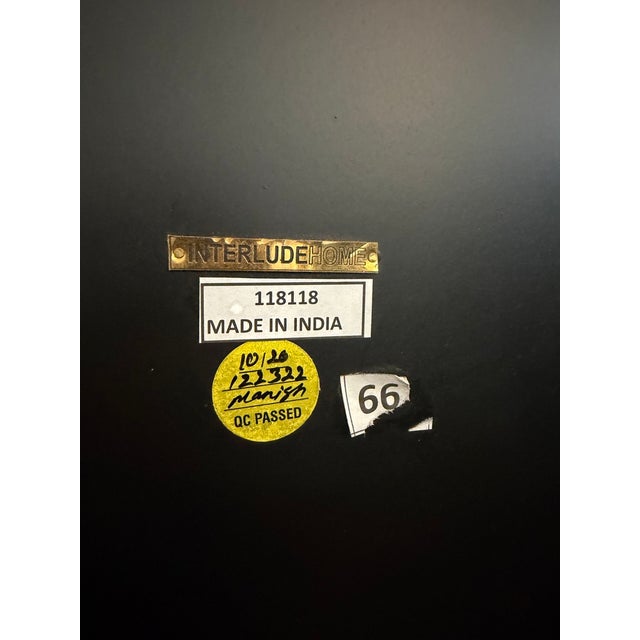 INTERLUDEHOME
118118
MADE IN INDIA
10/20
122322
Manish
QC PASSED
66